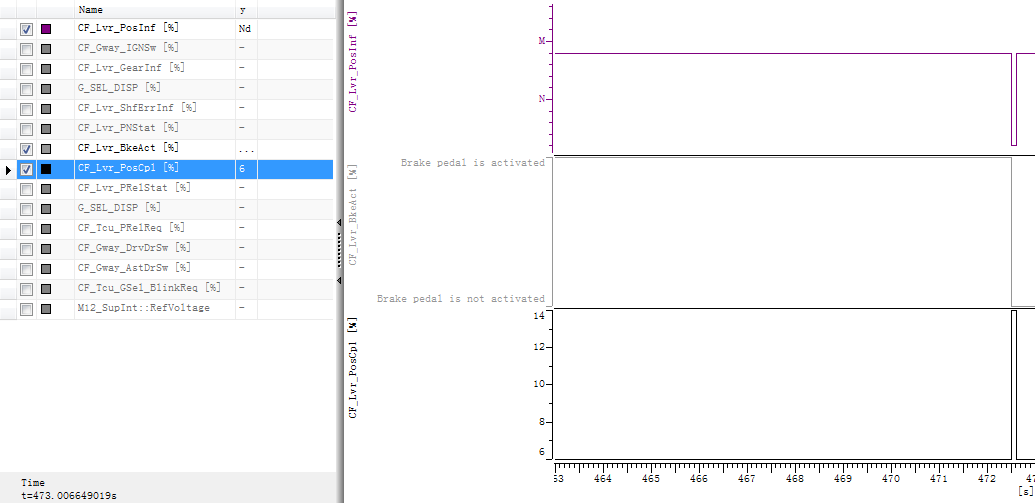 Name y
CF_Lvr_PosInf [%] Nd
CF_Gway_IGNSw [%] -
CF_Lvr_GearInf [%] -
G_SEL_DISP [%] -
CF_Lvr_ShfErrInf [%] -
CF_Lvr_PNStat [%] -
CF_Lvr_BkeAct [%] ...
CF_Lvr_PosCpl [%] 6
CF_Lvr_PRelStat [%] -
G_SEL_DISP [%] -
CF_Tcu_PRelReq [%] -
CF_Gway_DrvDrSw [%] -
CF_Gway_AstDrSw [%] -
CF_Tcu_GSel_BlinkReq [%] -
M12_SupInt::RefVoltage -
Time
t=473.006649019s
CF_Lvr_PosInf [%]
M
N
CF_Lvr_BkeAct [%]
Brake pedal is activated
Brake pedal is not activated
CF_Lvr_PosCpl [%]
14
12
10
8
6
53 464 465 466 467 468 469 470 471 472 47
[s]